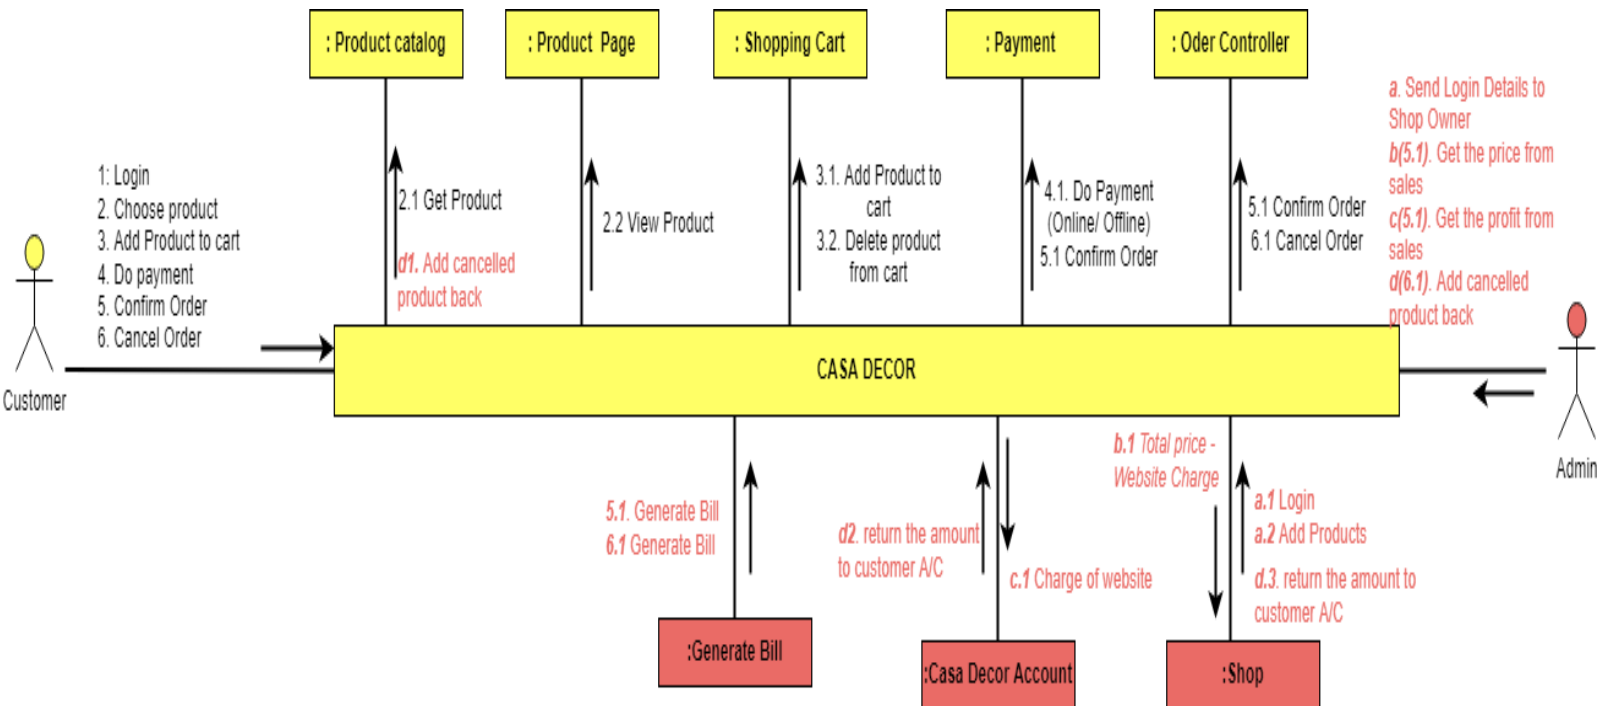 : Product catalog
: Product Page
: Shopping Cart
: Payment
: Oder Controller
1: Login
2. Choose product
3. Add Product to cart
4. Do payment
5. Confirm Order
6. Cancel Order
Customer
2.1 Get Product
d1. Add cancelled
product back
2.2 View Product
3.1. Add Product to
cart
3.2. Delete product
from cart
4.1. Do Payment
(Online/ Offline)
5.1 Confirm Order
5.1 Confirm Order
6.1 Cancel Order
a. Send Login Details to
Shop Owner
b(5.1). Get the price from
sales
c(5.1). Get the profit from
sales
d(6.1). Add cancelled
product back
Admin
CASA DECOR
5.1. Generate Bill
6.1 Generate Bill
d2. return the amount
to customer A/C
c.1 Charge of website
b.1 Total price -
Website Charge
a.1 Login
a.2 Add Products
d.3. return the amount to
customer A/C
:Generate Bill
:Casa Decor Account
:Shop